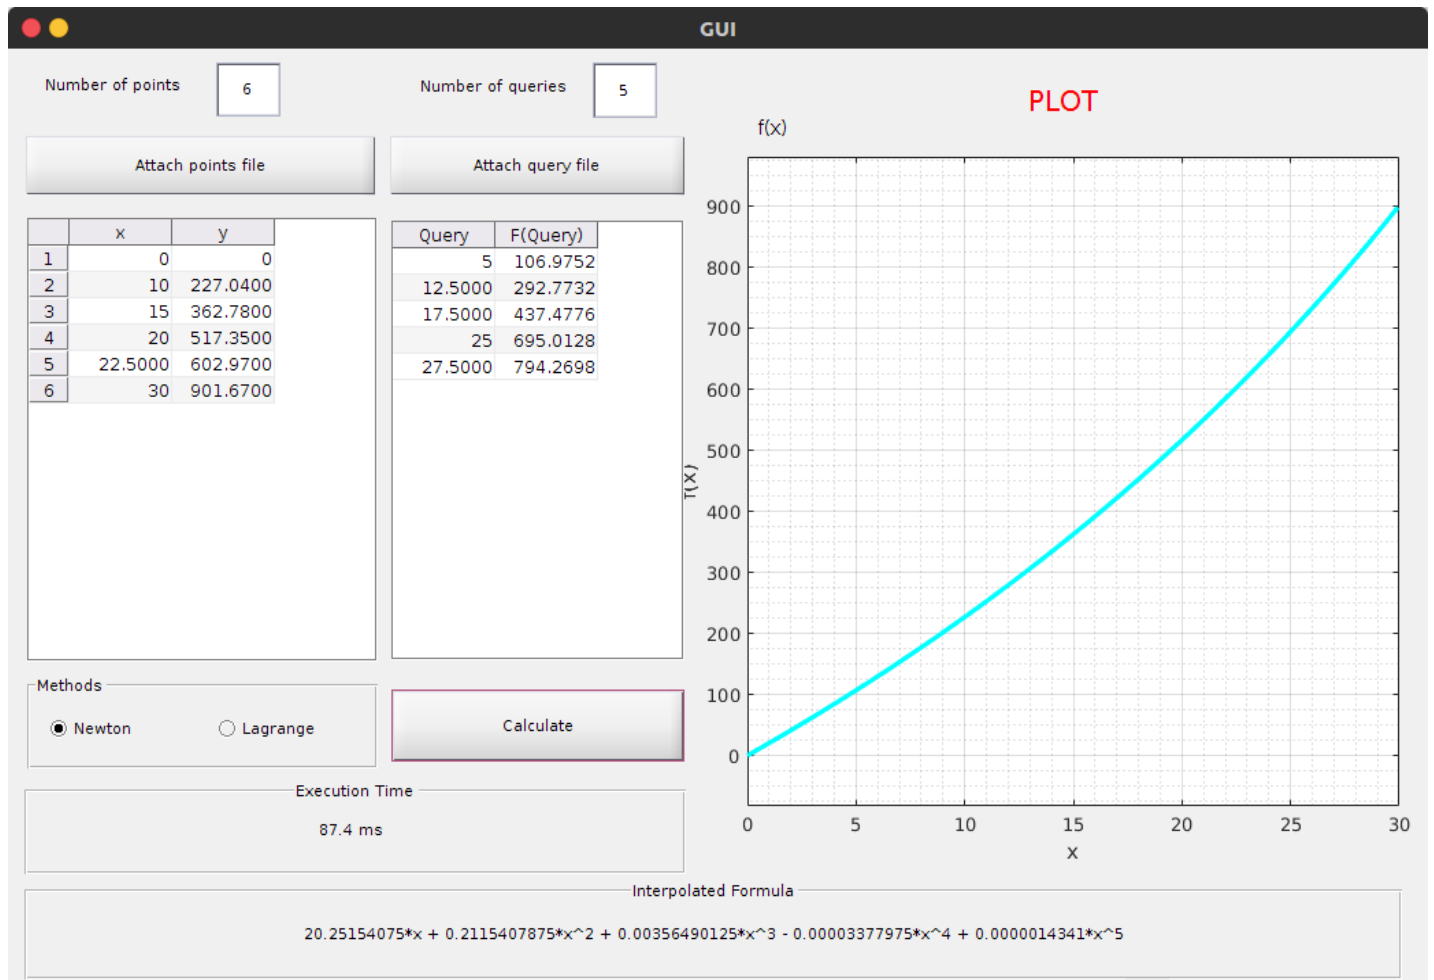 GUI
Number of points 6 Number of queries 5
PLOT
f(x)
Attach points file Attach query file
x y
1 0 0
2 10 227.0400
3 15 362.7800
4 20 517.3500
5 22.5000 602.9700
6 30 901.6700
Query F(Query)
5 106.9752
12.5000 292.7732
17.5000 437.4776
25 695.0128
27.5000 794.2698
900
800
700
600
500
400
300
200
100
0
f(x)
0 5 10 15 20 25 30
x
Methods
Newton Lagrange
Calculate
Execution Time
87.4 ms
Interpolated Formula
20.25154075*x + 0.2115407875*x^2 + 0.00356490125*x^3 - 0.00003377975*x^4 + 0.0000014341*x^5